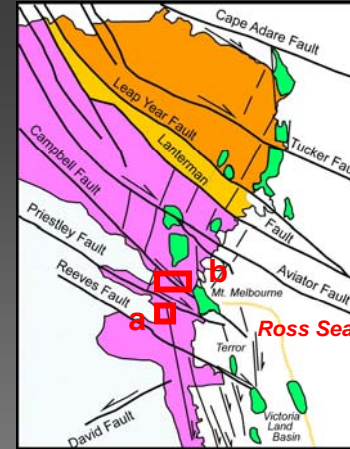 Cape Adare Fault
Leap Year Fault
Tucker Fault
Campbell Fault
Lanterman
Fault
Priestley Fault
Aviator Fault
Reeves Fault
b
Mt. Melbourne
a
Ross Sea
Terror
David Fault
Victoria
Land
Basin